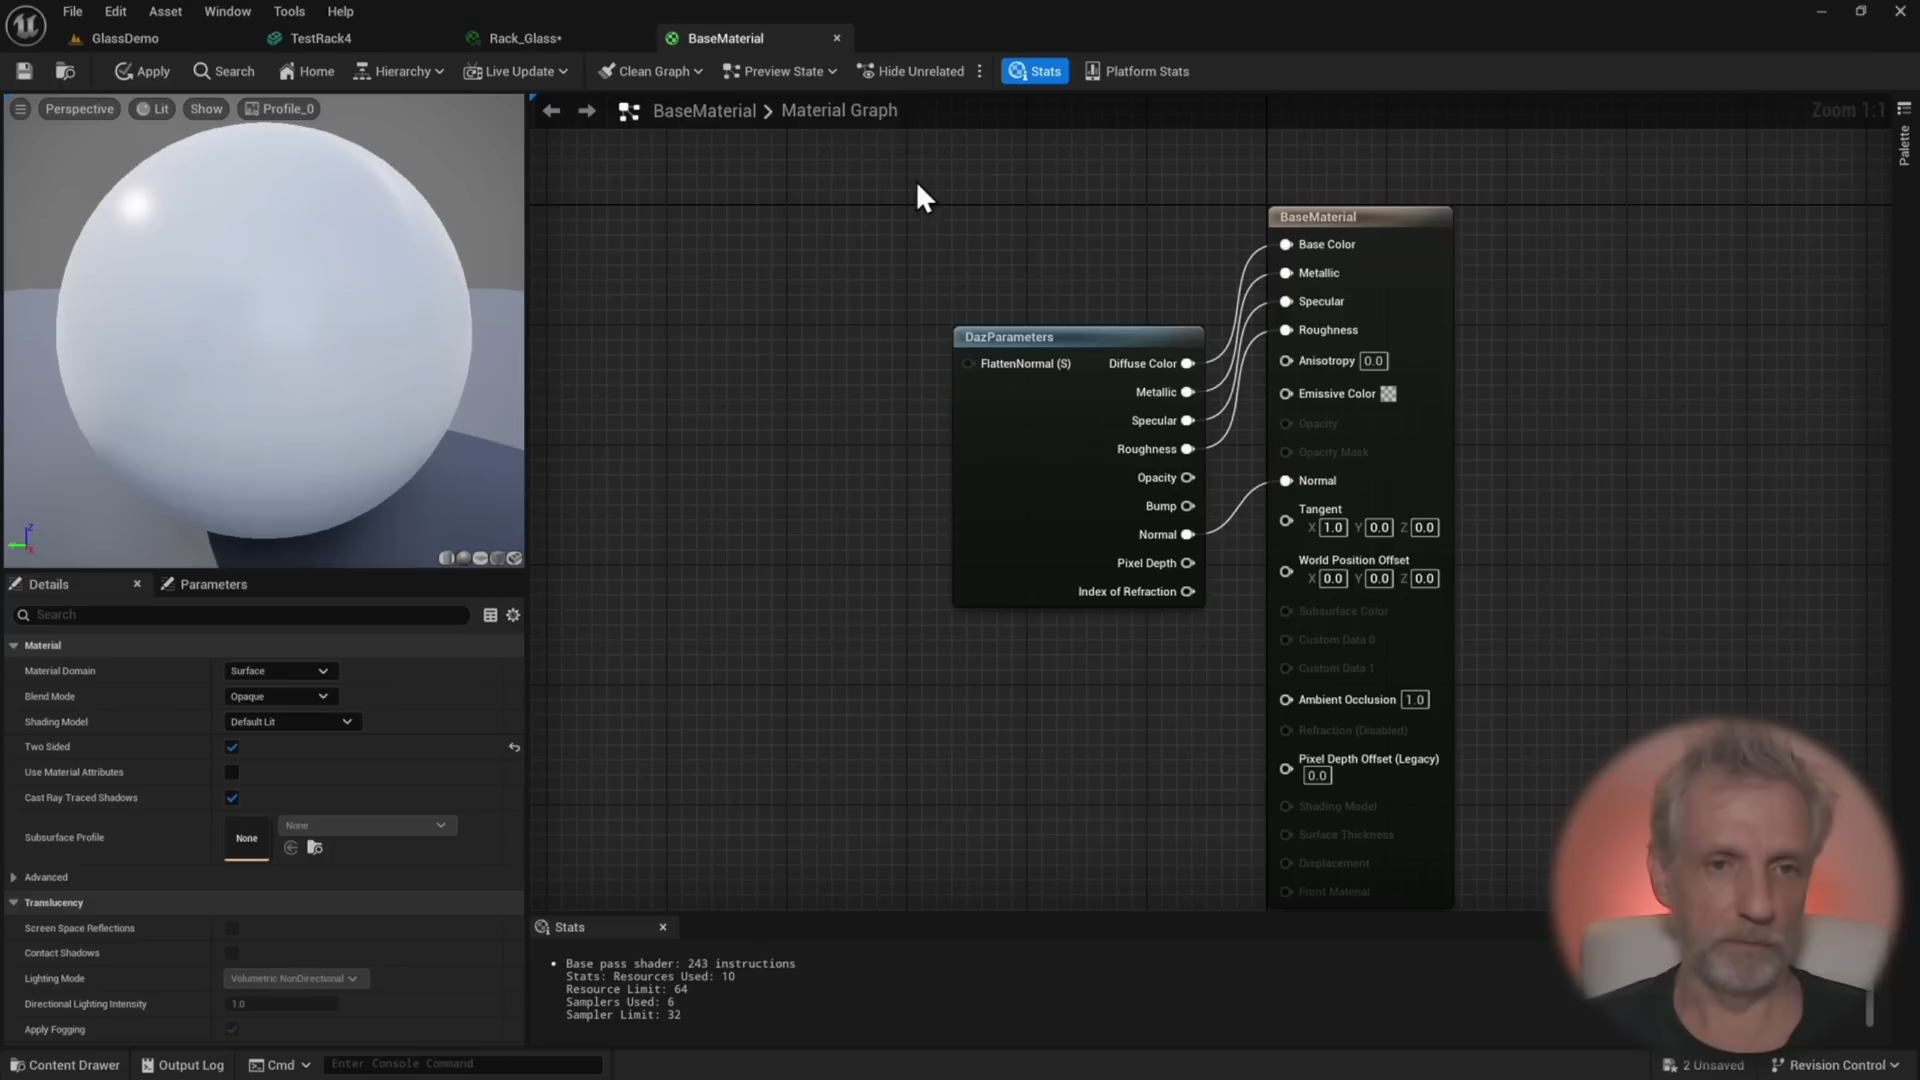 File Edit Asset Window Tools Help
GlassDemo TestRack4 Rack_Glass* BaseMaterial
Apply Search Home Hierarchy Live Update Clean Graph Preview State Hide Unrelated Stats Platform Stats
Perspective Lit Show Profile_0
BaseMaterial > Material Graph
Zoom 1:1
Palette
BaseMaterial
Base Color
Metallic
Specular
Roughness
Anisotropy 0.0
Emissive Color
Opacity
Opacity Mask
Normal
Tangent
X 1.0 Y 0.0 Z 0.0
World Position Offset
X 0.0 Y 0.0 Z 0.0
Subsurface Color
Custom Data 0
Custom Data 1
Ambient Occlusion 1.0
Refraction (Disabled)
Pixel Depth Offset (Legacy)
0.0
Shading Model
Surface Thickness
Displacement
Front Material
DazParameters
FlattenNormal (S) Diffuse Color
Metallic
Specular
Roughness
Opacity
Bump
Normal
Pixel Depth
Index of Refraction
Z
X
Details Parameters
Search
Material
Material Domain Surface
Blend Mode Opaque
Shading Model Default Lit
Two Sided
Use Material Attributes
Cast Ray Traced Shadows
Subsurface Profile None None
Advanced
Translucency
Screen Space Reflections
Contact Shadows
Lighting Mode Volumetric NonDirectional
Directional Lighting Intensity 1.0
Apply Fogging
Stats
Base pass shader: 243 instructions
Stats: Resources Used: 10
Resource Limit: 64
Samplers Used: 6
Sampler Limit: 32
Content Drawer Output Log Cmd Enter Console Command 2 Unsaved Revision Control